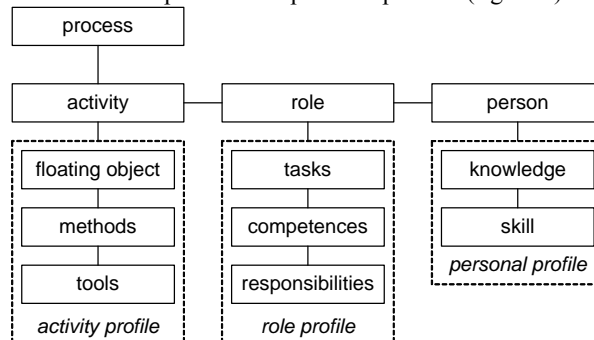 process
activity role person
floating object tasks knowledge
methods competences skill
tools responsibilities personal profile
activity profile role profile